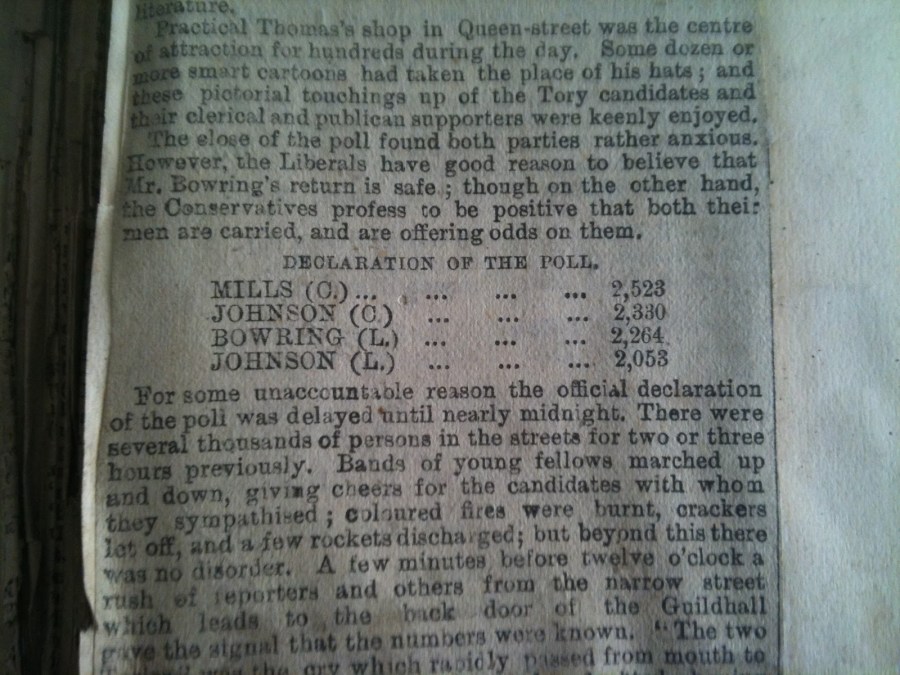 literature.
Practical Thomas's shop in Queen-street was the centre
of attraction for hundreds during the day. Some dozen or
more smart cartoons had taken the place of his hats; and
these pictorial touchings up of the Tory candidates and
their clerical and publican supporters were keenly enjoyed.
The close of the poll found both parties rather anxious.
However, the Liberals have good reason to believe that
Mr. Bowring's return is safe; though on the other hand,
the Conservatives profess to be positive that both their
men are carried, and are offering odds on them.
DECLARATION OF THE POLL.
MILLS (C.)... ... ... ... 2,523
JOHNSON (C.) ... ... ... 2,330
BOWRING (L.) ... ... ... 2,264
JOHNSON (L.) ... ... ... 2,053
For some unaccountable reason the official declaration
of the poll was delayed until nearly midnight. There were
several thousands of persons in the streets for two or three
hours previously. Bands of young fellows marched up
and down, giving cheers for the candidates with whom
they sympathised; coloured fires were burnt, crackers
let off, and a few rockets discharged; but beyond this there
was no disorder. A few minutes before twelve o'clock a
rush of reporters and others from the narrow street
which leads to the back door of the Guildhall
gave the signal that the numbers were known. "The two
was the cry which rapidly passed from mouth to